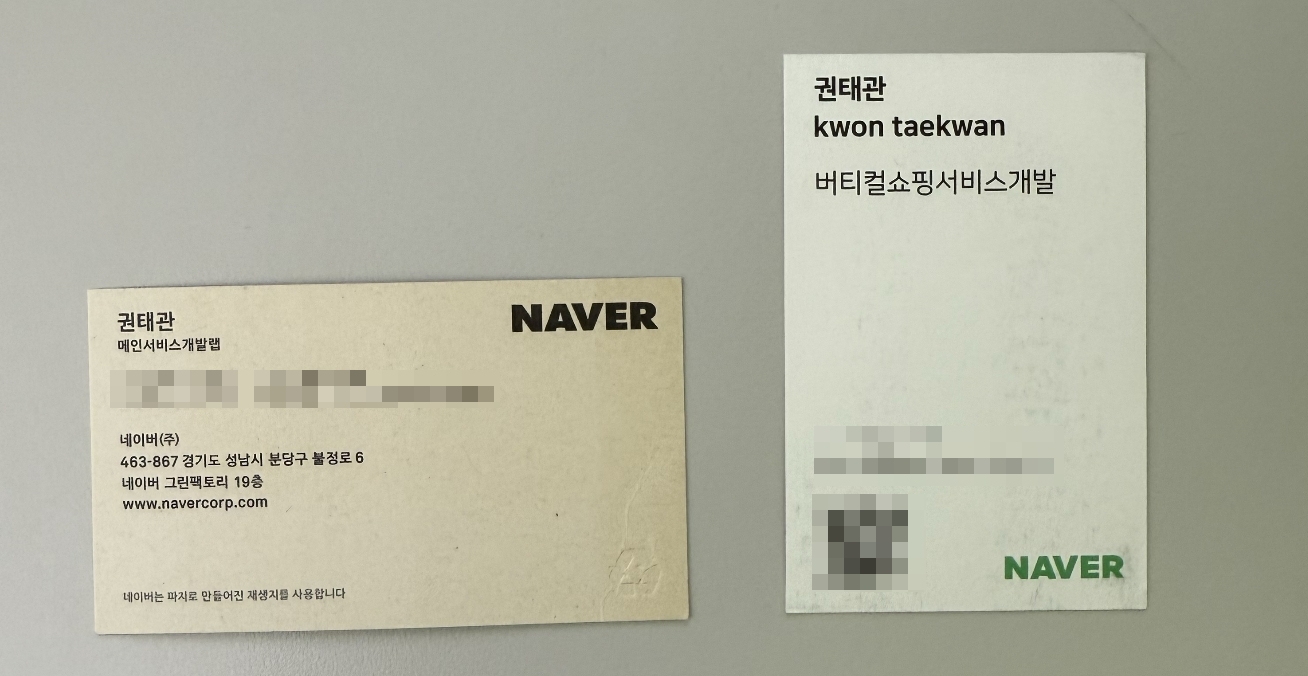 권태관
메인서비스개발랩
NAVER
네이버(주)
463-867 경기도 성남시 분당구 불정로 6
네이버 그린팩토리 19층
www.navercorp.com
네이버는 파지로 만들어진 재생지를 사용합니다
권태관
kwon taekwan
버티컬쇼핑서비스개발
NAVER